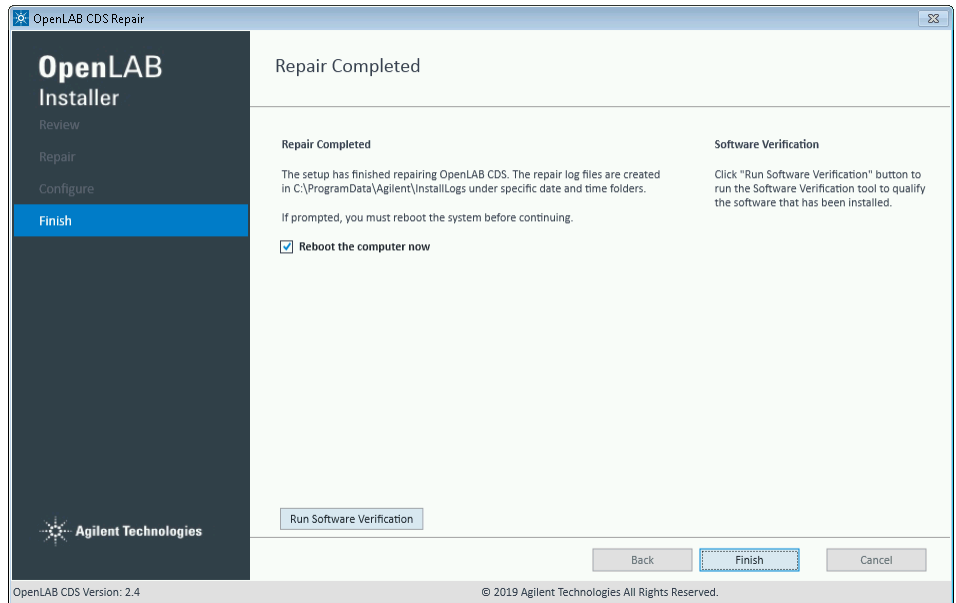 OpenLAB CDS Repair
OpenLAB
Installer
Review
Repair
Configure
Finish
Agilent Technologies
Repair Completed
Repair Completed
The setup has finished repairing OpenLAB CDS. The repair log files are created
in C:\ProgramData\Agilent\InstallLogs under specific date and time folders.
If prompted, you must reboot the system before continuing.
Reboot the computer now
Software Verification
Click "Run Software Verification" button to
run the Software Verification tool to qualify
the software that has been installed.
Run Software Verification
Back
Finish
Cancel
OpenLAB CDS Version: 2.4
© 2019 Agilent Technologies All Rights Reserved.